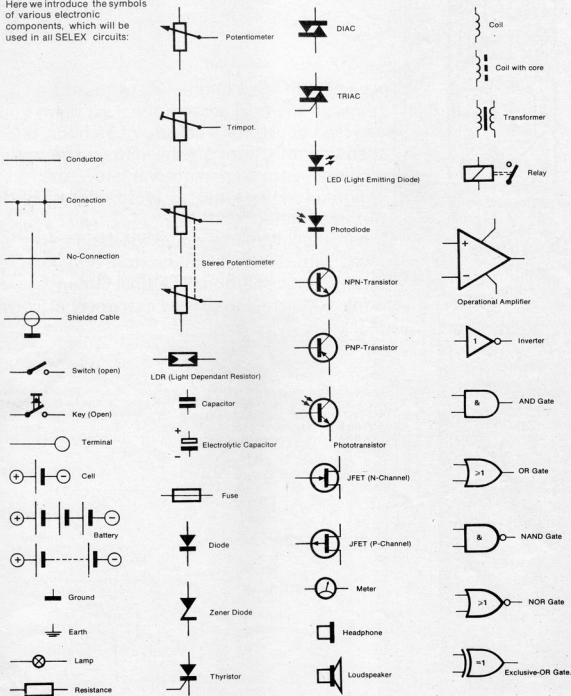 Here we introduce the symbols
of various electronic
components, which will be
used in all SELEX circuits:
Conductor
Connection
No-Connection
Shielded Cable
Switch (open)
Key (Open)
Terminal
+ − Cell
+ −
Battery
+ −
Ground
Earth
Lamp
Resistance
Potentiometer
Trimpot.
Stereo Potentiometer
LDR (Light Dependant Resistor)
Capacitor
+
Electrolytic Capacitor
−
Fuse
Diode
Zener Diode
Thyristor
DIAC
TRIAC
LED (Light Emitting Diode)
Photodiode
NPN-Transistor
PNP-Transistor
Phototransistor
JFET (N-Channel)
JFET (P-Channel)
Meter
Headphone
Loudspeaker
Coil
Coil with core
Transformer
Relay
+
−
Operational Amplifier
1 Inverter
& AND Gate
≥1 OR Gate
& NAND Gate
≥1 NOR Gate
=1 Exclusive-OR Gate.